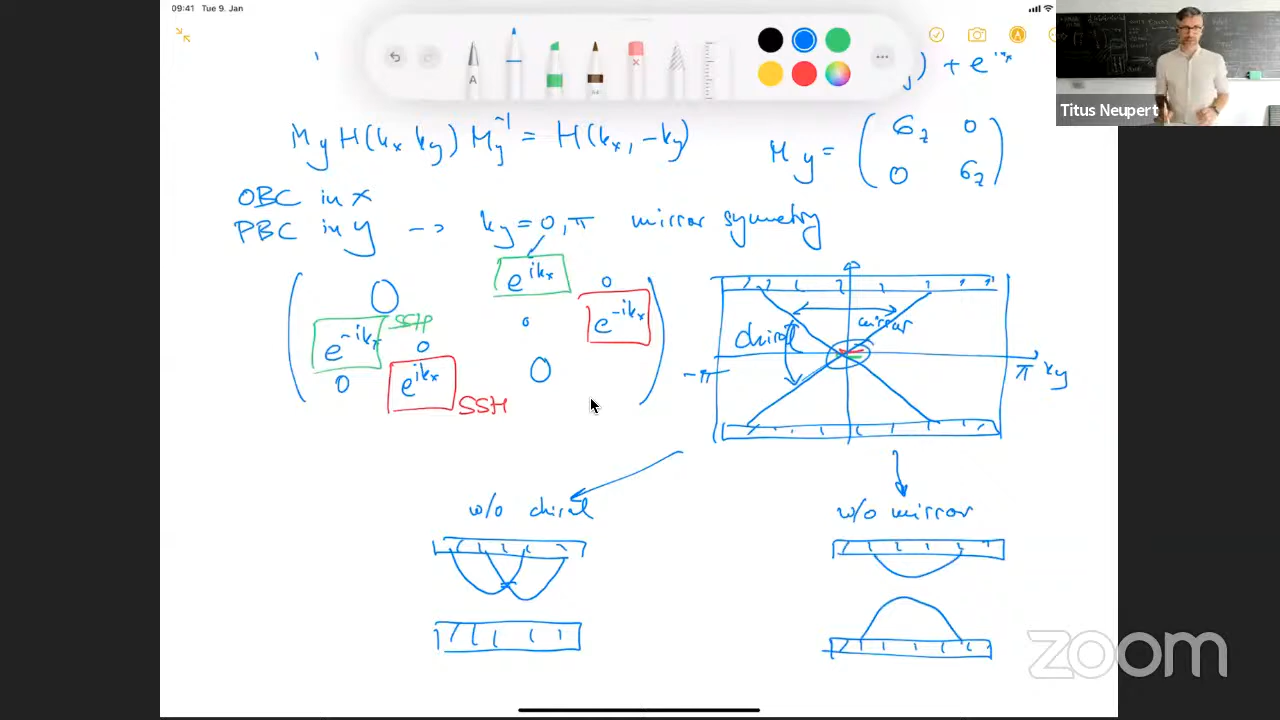 09:41 Tue 9. Jan
) + e^{ikx}
M_y H(k_x k_y) M_y^{-1} = H(k_x, -k_y)
M_y = ( σ_z 0
0 σ_z )
Titus Neupert
OBC in x
PBC in y -> k_y = 0, π mirror symmetry
0 e^{ik_x} 0
e^{-ik_x} SSH 0 0 e^{-ik_x}
0 e^{ik_x} SSH 0
chiral mirror
-π π k_y
w/o chiral w/o mirror
zoom